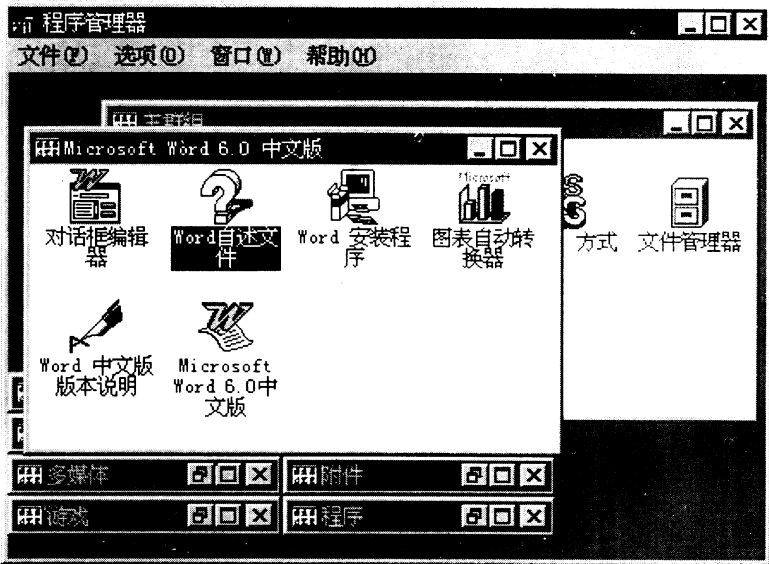 程序管理器
文件(F) 选项(O) 窗口(W) 帮助(H)
主群组
Microsoft Word 6.0 中文版
对话框编辑
器
Word自述文
件
Word 安装程
序
Microsoft
图表自动转
换器
方式
文件管理器
Word 中文版
版本说明
Microsoft
Word 6.0中
文版
多媒体
附件
游戏
程序